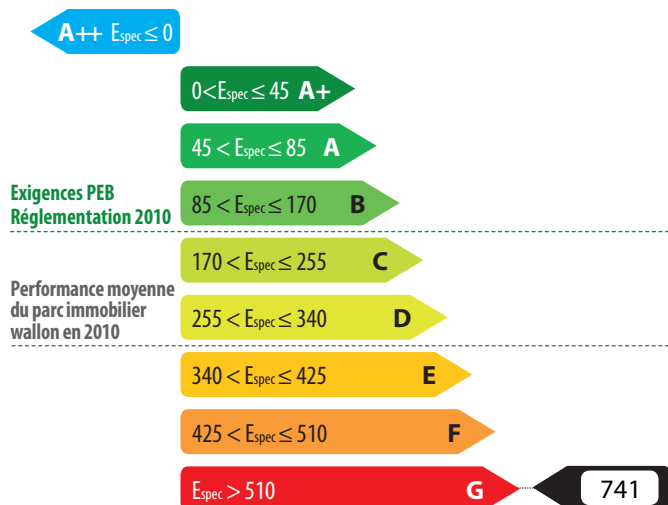 A++ Espec ≤ 0
0<Espec ≤ 45 A+
45 < Espec ≤ 85 A
Exigences PEB
Réglementation 2010
85 < Espec ≤ 170 B
170 < Espec ≤ 255 C
Performance moyenne
du parc immobilier
wallon en 2010
255 < Espec ≤ 340 D
340 < Espec ≤ 425 E
425 < Espec ≤ 510 F
Espec > 510 G 741